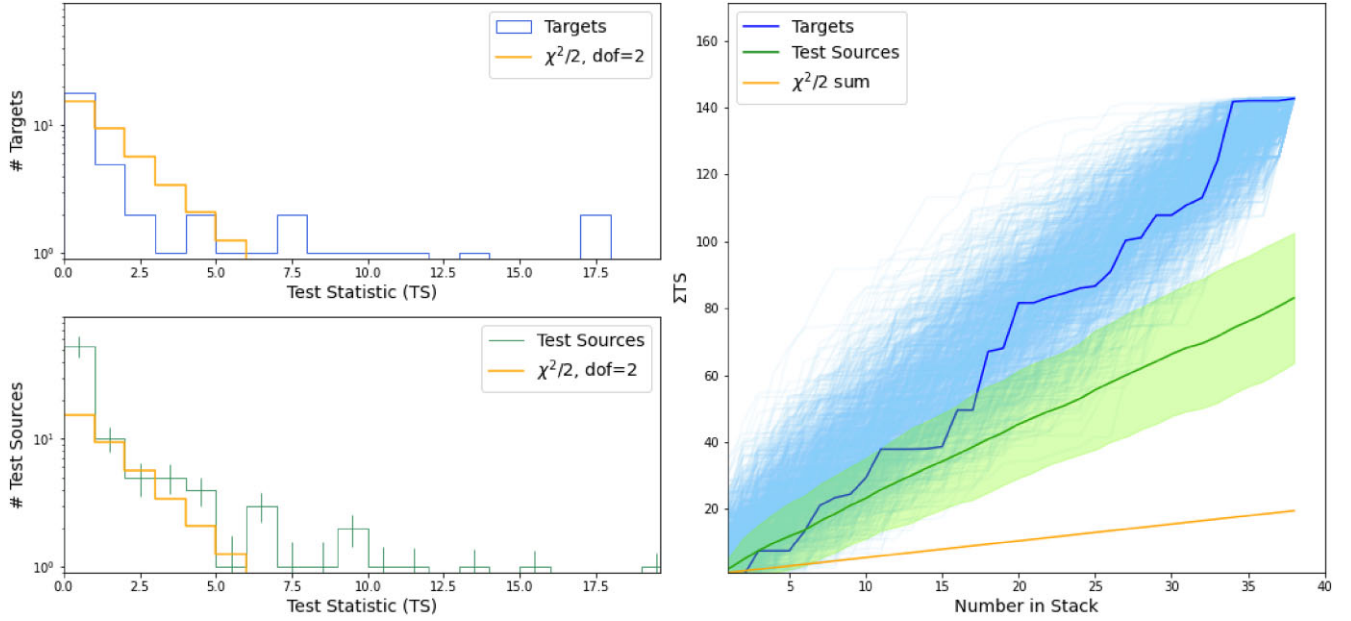 Targets
χ²/2, dof=2
# Targets
10¹
10⁰
0.0 2.5 5.0 7.5 10.0 12.5 15.0 17.5
Test Statistic (TS)
Test Sources
χ²/2, dof=2
# Test Sources
10¹
10⁰
0.0 2.5 5.0 7.5 10.0 12.5 15.0 17.5
Test Statistic (TS)
Targets
Test Sources
χ²/2 sum
ΣTS
160
140
120
100
80
60
40
20
5 10 15 20 25 30 35 40
Number in Stack